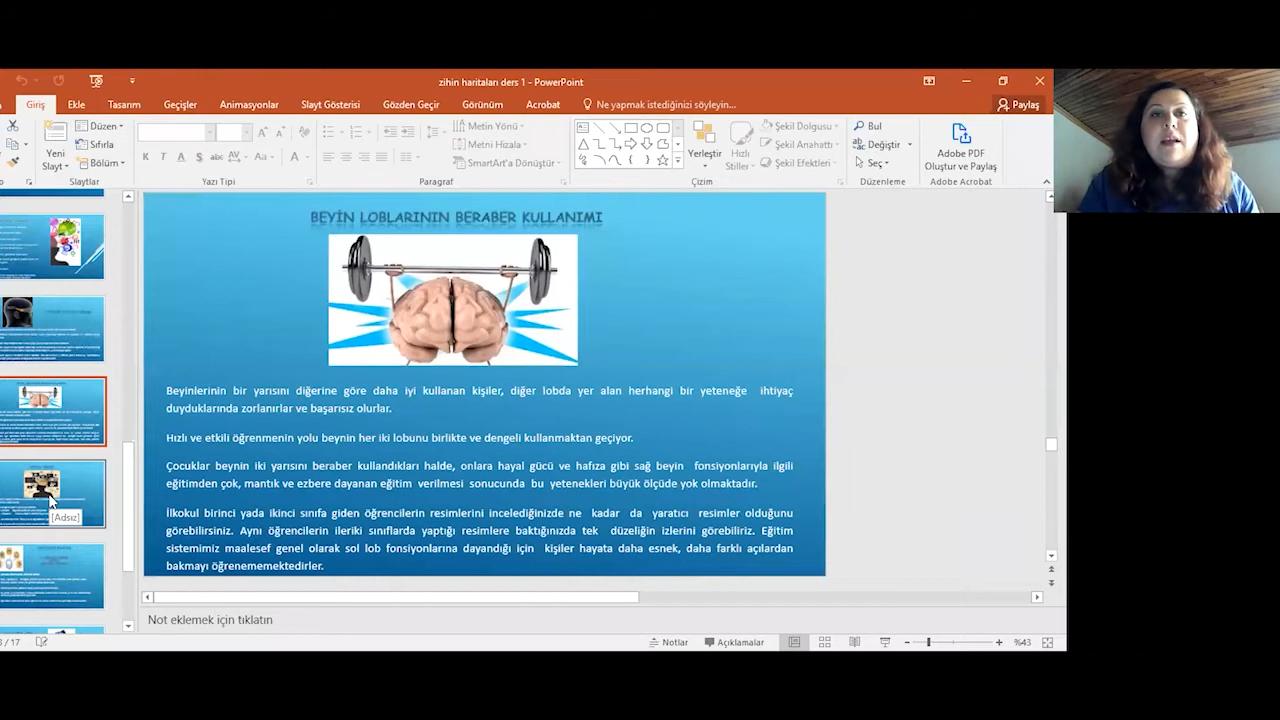 zihin haritaları ders 1 - PowerPoint
Giriş Ekle Tasarım Geçişler Animasyonlar Slayt Gösterisi Gözden Geçir Görünüm Acrobat Ne yapmak istediğinizi söyleyin... Paylaş
Yeni Slayt
Düzen
Sıfırla
Bölüm
Slaytlar
K T A S abc AV Aa A
Yazı Tipi
Metin Yönü
Metni Hizala
SmartArt'a Dönüştür
Paragraf
Yerleştir
Hızlı Stiller
Şekil Dolgusu
Şekil Anahattı
Şekil Efektleri
Çizim
Bul
Değiştir
Seç
Düzenleme
Adobe PDF
Oluştur ve Paylaş
Adobe Acrobat
BEYİN LOBLARININ BERABER KULLANIMI
Beyinlerinin bir yarısını diğerine göre daha iyi kullanan kişiler, diğer lobda yer alan herhangi bir yeteneğe ihtiyaç
duyduklarında zorlanırlar ve başarısız olurlar.
Hızlı ve etkili öğrenmenin yolu beynin her iki lobunu birlikte ve dengeli kullanmaktan geçiyor.
Çocuklar beynin iki yarısını beraber kullandıkları halde, onlara hayal gücü ve hafıza gibi sağ beyin fonsiyonlarıyla ilgili
eğitimden çok, mantık ve ezbere dayanan eğitim verilmesi sonucunda bu yetenekleri büyük ölçüde yok olmaktadır.
İlkokul birinci yada ikinci sınıfa giden öğrencilerin resimlerini incelediğinizde ne kadar da yaratıcı resimler olduğunu
görebilirsiniz. Aynı öğrencilerin ileriki sınıflarda yaptığı resimlere baktığınızda tek düzeliğin izlerini görebiliriz. Eğitim
sistemimiz maalesef genel olarak sol lob fonsiyonlarına dayandığı için kişiler hayata daha esnek, daha farklı açılardan
bakmayı öğrenememektedirler.
[Adsız]
Not eklemek için tıklatın
/ 17 Notlar Açıklamalar %43